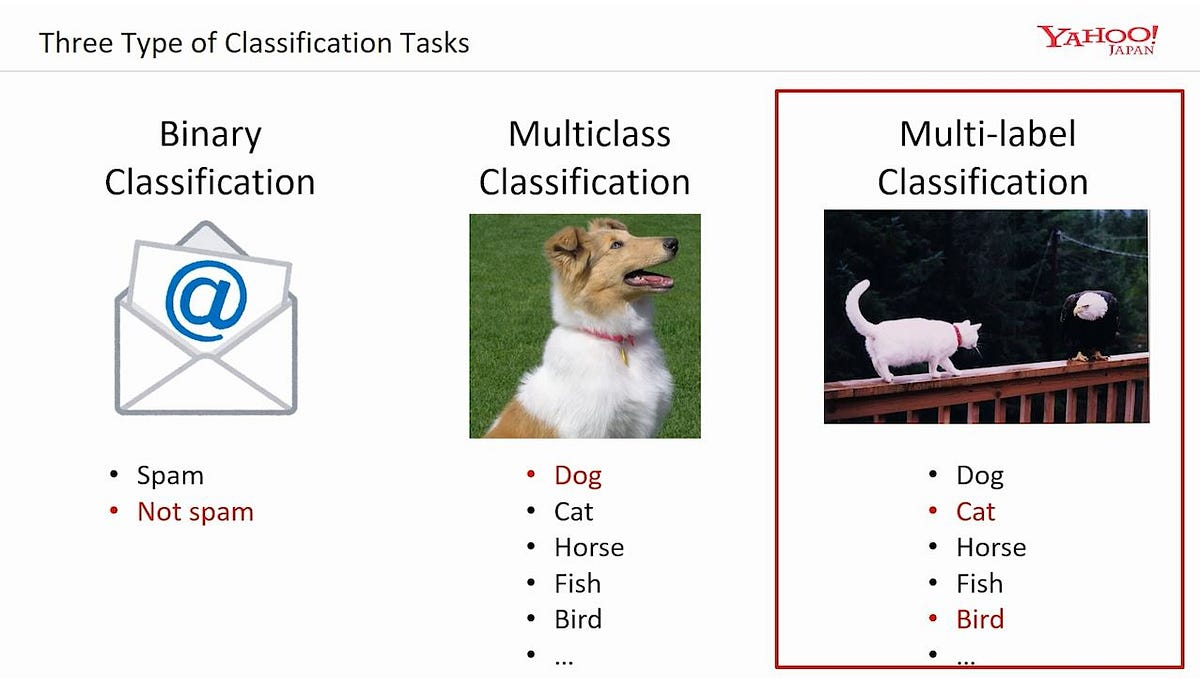 Three Type of Classification Tasks
YAHOO!
JAPAN
Binary
Classification
@
• Spam
• Not spam
Multiclass
Classification
• Dog
• Cat
• Horse
• Fish
• Bird
• ...
Multi-label
Classification
• Dog
• Cat
• Horse
• Fish
• Bird
• ...